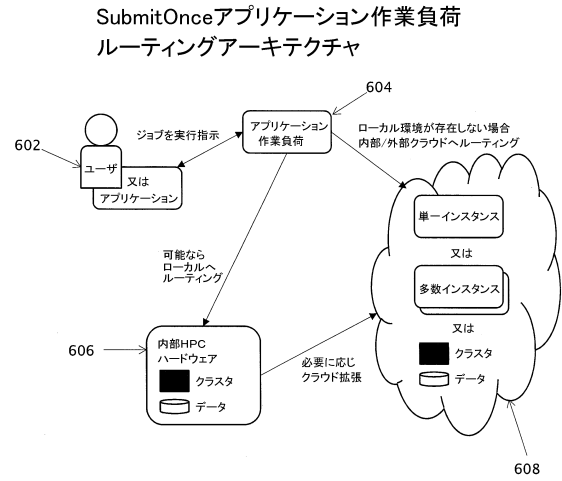 SubmitOnceアプリケーション作業負荷
ルーティングアーキテクチャ
604
602
アプリケーション
作業負荷
ジョブを実行指示
ローカル環境が存在しない場合
内部/外部クラウドへルーティング
ユーザ
又は
アプリケーション
単一インスタンス
又は
可能なら
ローカルへ
ルーティング
多数インスタンス
又は
606
内部HPC
ハードウェア
クラスタ
データ
必要に応じ
クラウド拡張
クラスタ
データ
608